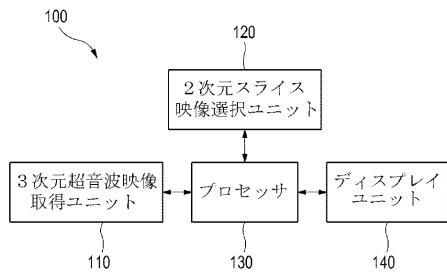 100
120
2次元スライス
映像選択ユニット
3次元超音波映像
取得ユニット
プロセッサ
ディスプレイ
ユニット
110
130
140